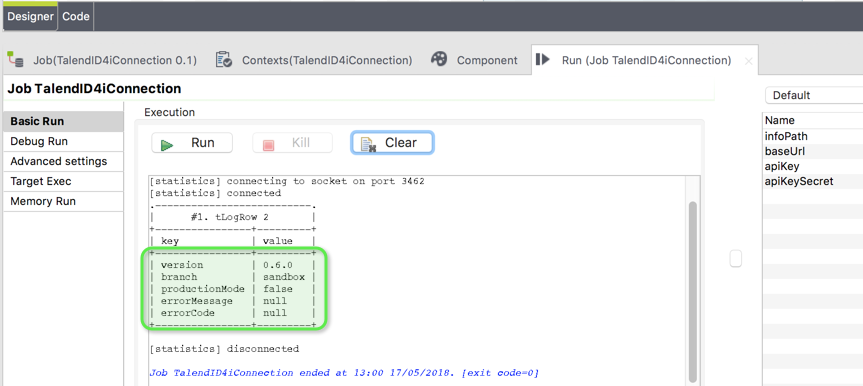 Designer Code
Job(TalendID4iConnection 0.1) Contexts(TalendID4iConnection) Component Run (Job TalendID4iConnection)
Job TalendID4iConnection
Basic Run
Debug Run
Advanced settings
Target Exec
Memory Run
Execution
Run Kill Clear
[statistics] connecting to socket on port 3462
[statistics] connected
.----------------+---------.
| #1. tLogRow 2 |
+----------------+---------+
| key | value |
+----------------+---------+
| version | 0.6.0 |
| branch | sandbox |
| productionMode | false |
| errorMessage | null |
| errorCode | null |
+----------------+---------+
[statistics] disconnected
Job TalendID4iConnection ended at 13:00 17/05/2018. [exit code=0]
Default
Name
infoPath
baseUrl
apiKey
apiKeySecret